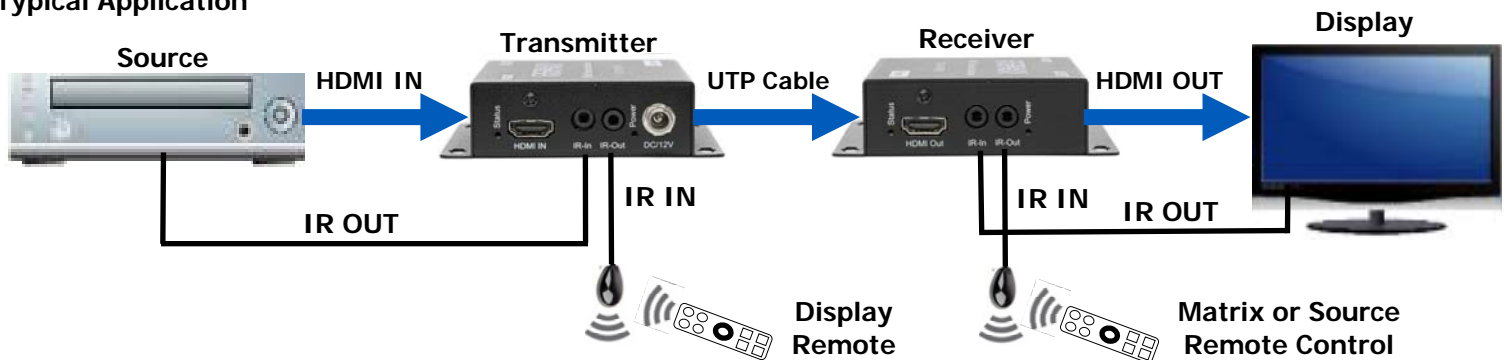 Typical Application
Source
Transmitter
Receiver
Display
HDMI IN
UTP Cable
HDMI OUT
Status
HDMI IN
IR-In
IR-Out
Power
DC/12V
Status
HDMI Out
IR-In
IR-Out
Power
IR OUT
IR IN
IR IN
IR OUT
Display
Remote
Matrix or Source
Remote Control